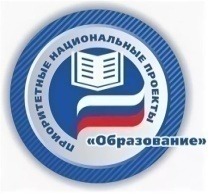 ПРИОРИТЕТНЫЕ НАЦИОНАЛЬНЫЕ ПРОЕКТЫ
«Образование»